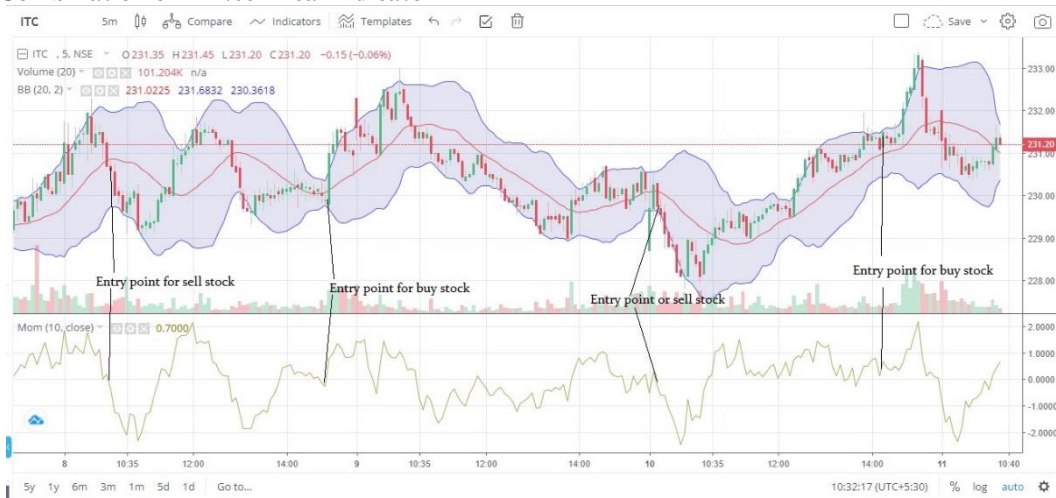 ITC 5m Compare Indicators Templates Save
ITC , 5, NSE O231.35 H231.45 L231.20 C231.20 −0.15 (−0.06%)
Volume (20) 101.204K n/a
BB (20, 2) 231.0225 231.6832 230.3618
233.00
232.00
231.20
231.00
230.00
229.00
228.00
Entry point for sell stock
Entry point for buy stock
Entry point or sell stock
Entry point for buy stock
Mom (10, close) 0.7000
2.0000
1.0000
0.0000
-1.0000
-2.0000
8 10:35 12:00 14:00 9 10:35 12:00 14:00 10 10:35 12:00 14:00 11 10:40
5y 1y 6m 3m 1m 5d 1d Go to... 10:32:17 (UTC+5:30) % log auto